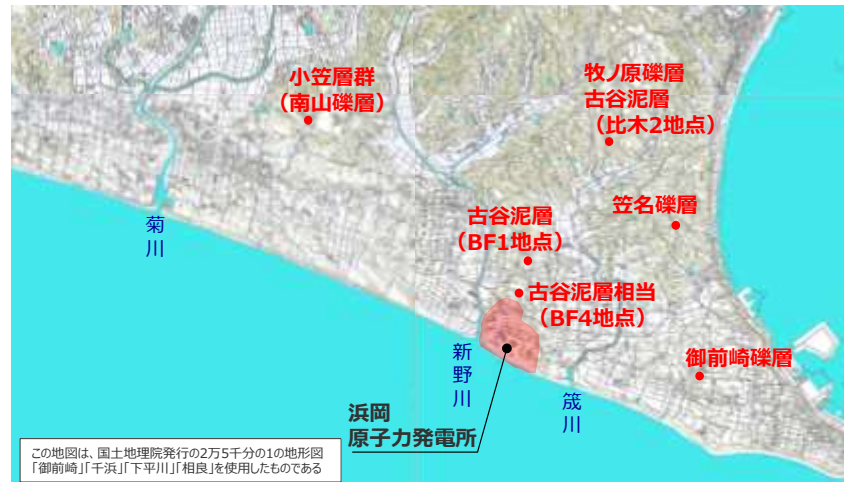 小笠層群
（南山礫層）
牧ノ原礫層
古谷泥層
（比木2地点）
笠名礫層
古谷泥層
（BF1地点）
古谷泥層相当
（BF4地点）
御前崎礫層
菊川
新野川
筬川
浜岡
原子力発電所
この地図は、国土地理院発行の2万5千分の1の地形図
「御前崎」「千浜」「下平川」「相良」を使用したものである